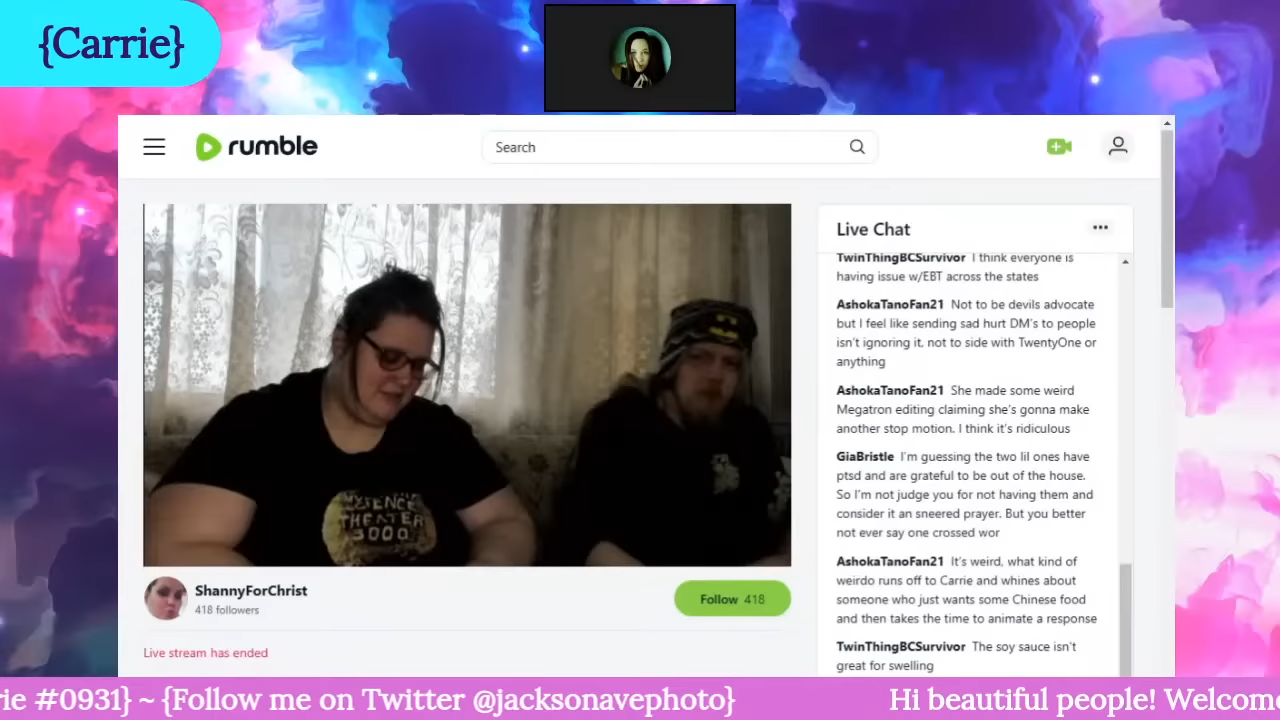 {Carrie}
rumble
Search
MYSTENCE
THEATER
3000
ShannyForChrist
418 followers
Follow 418
Live stream has ended
Live Chat
TwinThingBCSurvivor I think everyone is
having issue w/EBT across the states
AshokaTanoFan21 Not to be devils advocate
but I feel like sending sad hurt DM's to people
isn't ignoring it, not to side with TwentyOne or
anything
AshokaTanoFan21 She made some weird
Megatron editing claiming she's gonna make
another stop motion. I think it's ridiculous
GiaBristle I'm guessing the two lil ones have
ptsd and are grateful to be out of the house.
So I'm not judge you for not having them and
consider it an sneered prayer. But you better
not ever say one crossed wor
AshokaTanoFan21 It's weird, what kind of
weirdo runs off to Carrie and whines about
someone who just wants some Chinese food
and then takes the time to animate a response
TwinThingBCSurvivor The soy sauce isn't
great for swelling
rie #0931} ~ {Follow me on Twitter @jacksonavephoto}
Hi beautiful people! Welcome